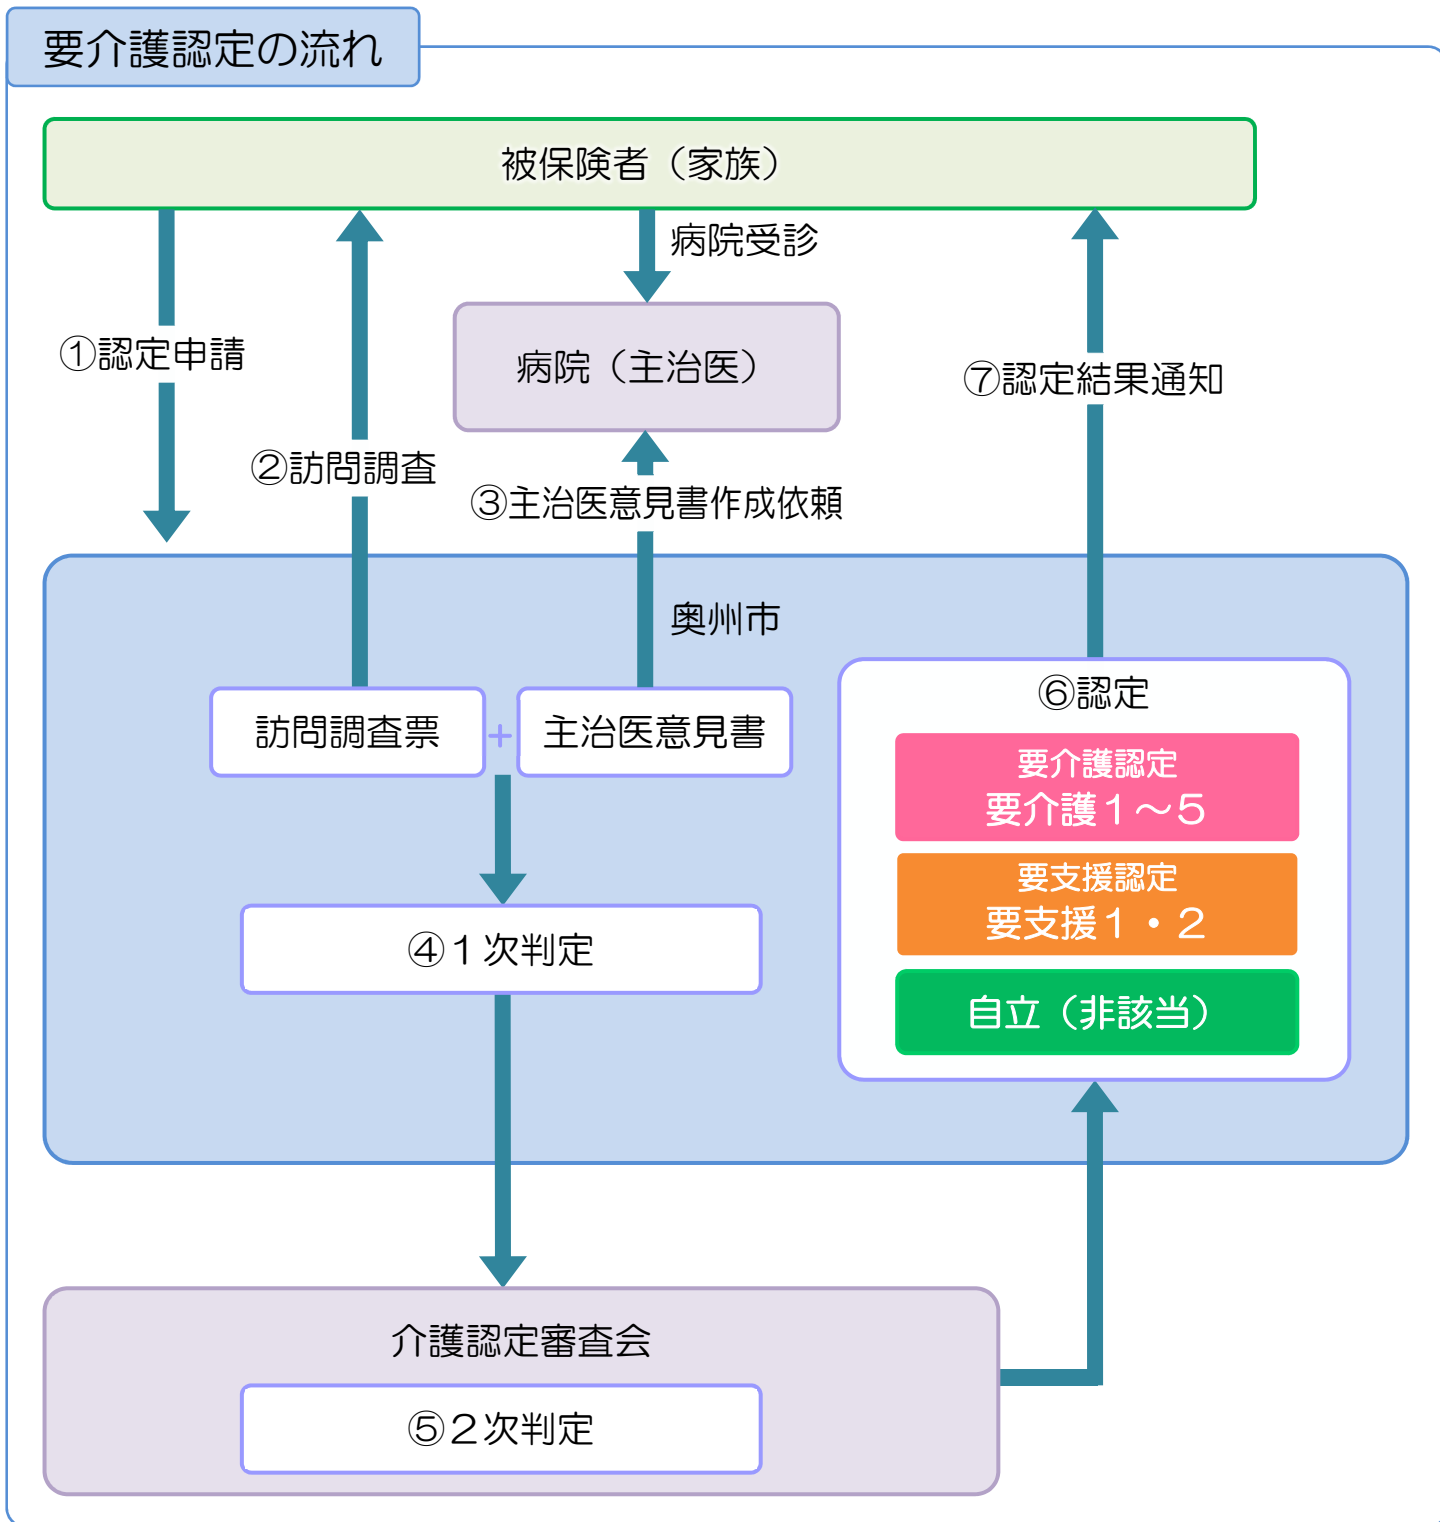 要介護認定の流れ
被保険者（家族）
病院受診
①認定申請
病院（主治医）
⑦認定結果通知
②訪問調査
③主治医意見書作成依頼
奥州市
訪問調査票
+
主治医意見書
⑥認定
要介護認定
要介護１～５
要支援認定
要支援１・２
自立（非該当）
④１次判定
介護認定審査会
⑤２次判定